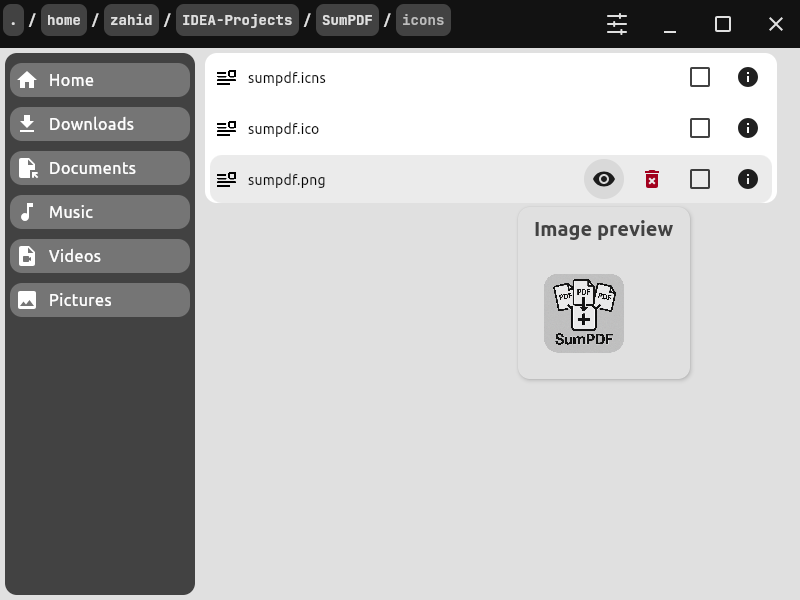 . / home / zahid / IDEA-Projects / SumPDF / icons
Home
Downloads
Documents
Music
Videos
Pictures
sumpdf.icns
sumpdf.ico
sumpdf.png
Image preview
PDF PDF PDF
SumPDF